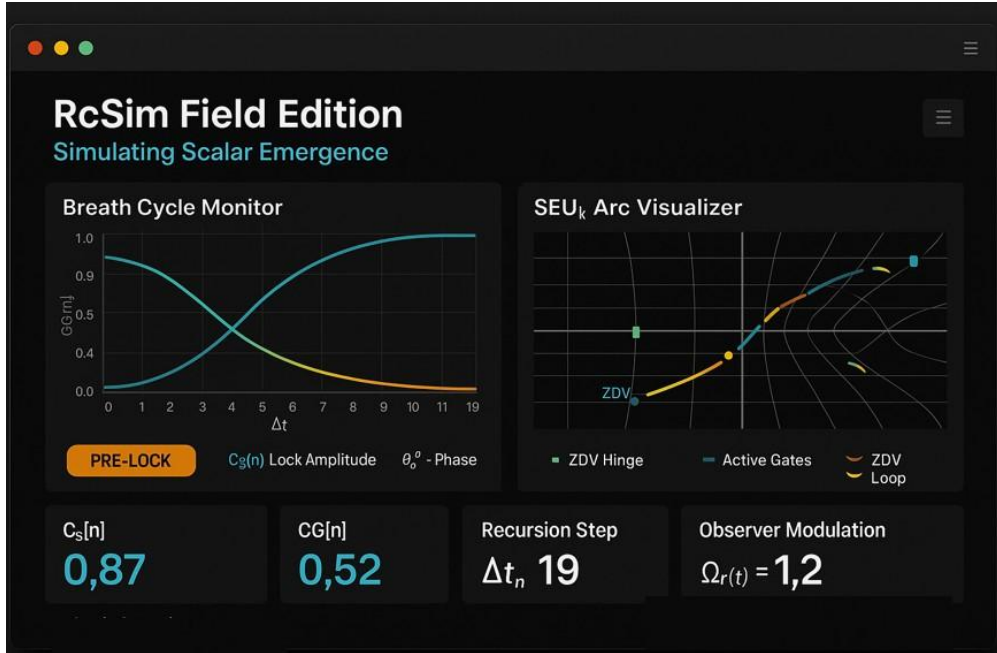 RcSim Field Edition
Simulating Scalar Emergence
Breath Cycle Monitor
1.0
0.9
0.5
0.4
0.0
0 1 2 3 4 5 6 7 8 9 10 11 19
Δt
PRE-LOCK
Cg(n) Lock Amplitude
θₒᵒ - Phase
SEUₖ Arc Visualizer
ZDV
ZDV Hinge
Active Gates
ZDV
Loop
Cₛ[n]
0,87
CG[n]
0,52
Recursion Step
Δtₙ 19
Observer Modulation
Ωᵣ(t) = 1,2